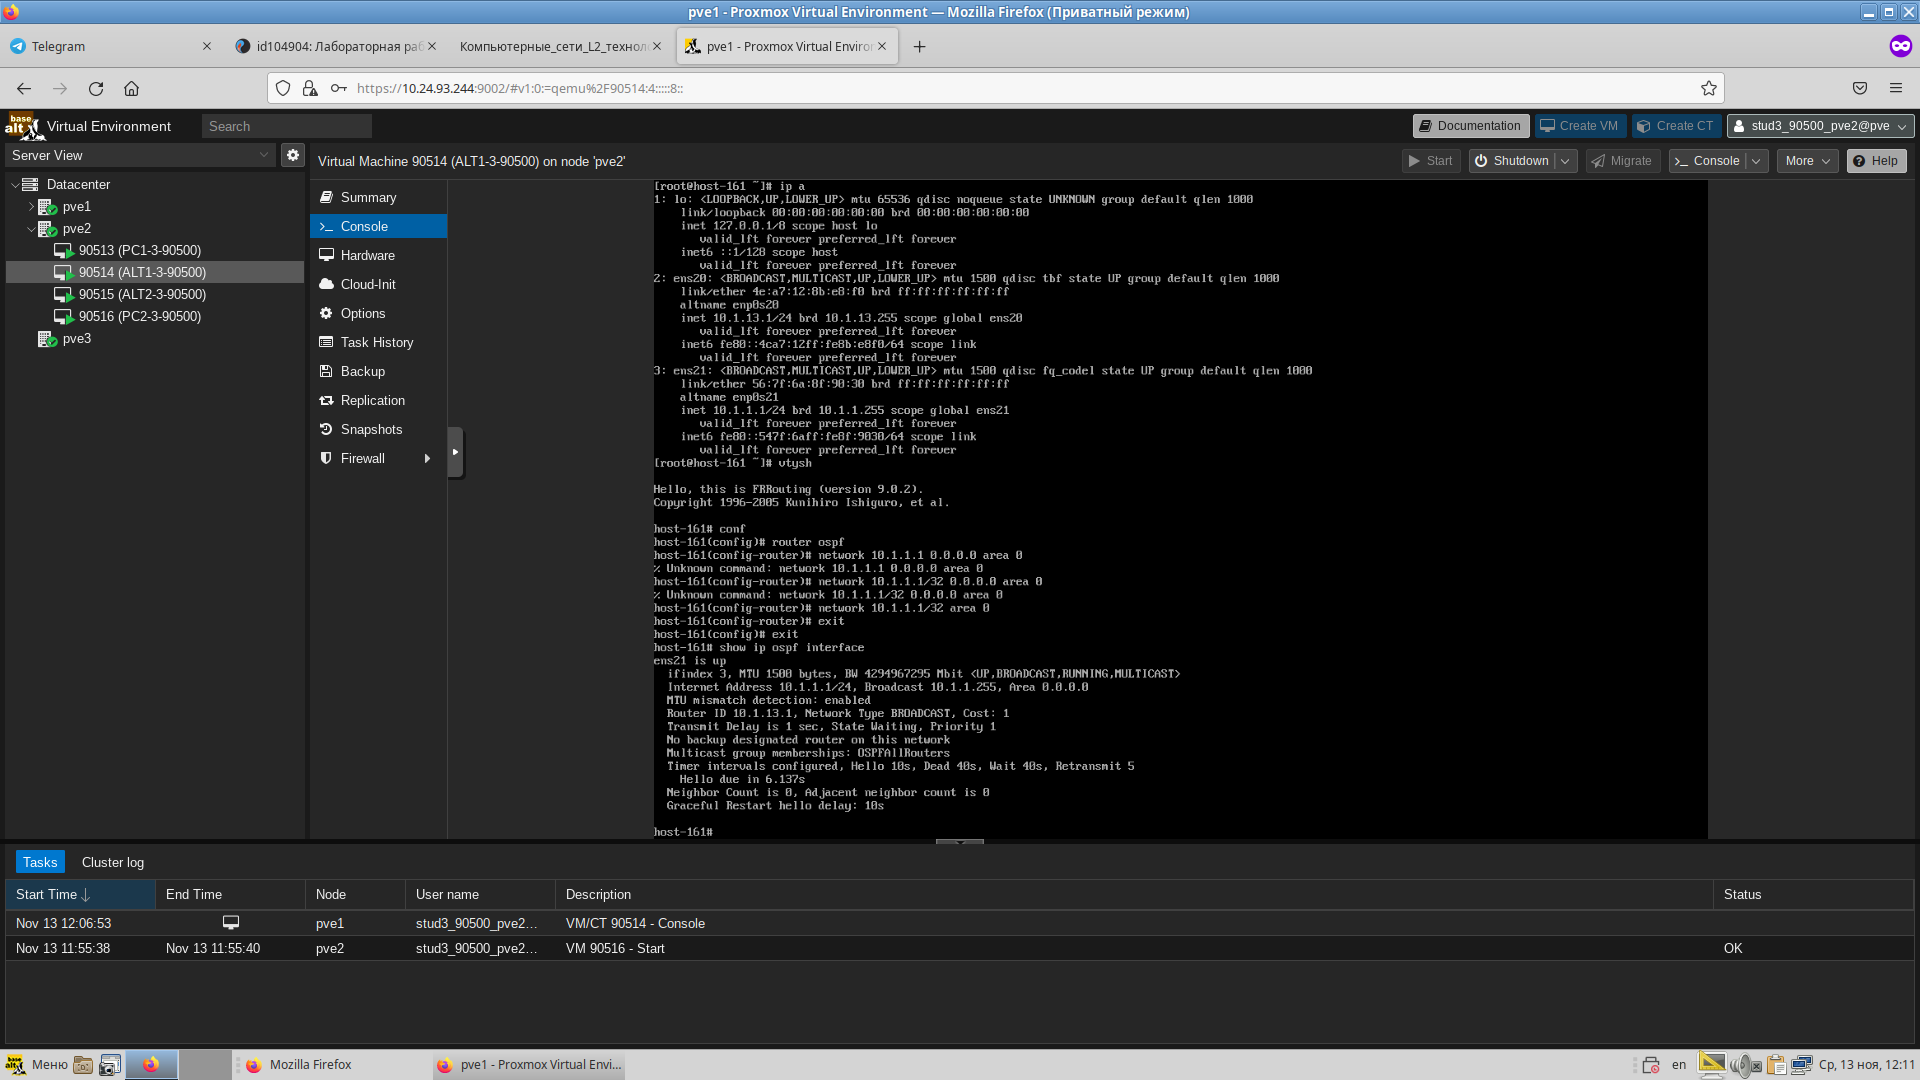 pve1 - Proxmox Virtual Environment — Mozilla Firefox (Приватный режим)
Telegram
id104904: Лабораторная раб
Компьютерные_сети_L2_технол
pve1 - Proxmox Virtual Enviror
https://10.24.93.244:9002/#v1:0:=qemu%2F90514:4:::::8::
base alt
Virtual Environment
Search
Documentation
Create VM
Create CT
stud3_90500_pve2@pve
Server View
Virtual Machine 90514 (ALT1-3-90500) on node 'pve2'
Start
Shutdown
Migrate
Console
More
Help
Datacenter
pve1
pve2
90513 (PC1-3-90500)
90514 (ALT1-3-90500)
90515 (ALT2-3-90500)
90516 (PC2-3-90500)
pve3
Summary
Console
Hardware
Cloud-Init
Options
Task History
Backup
Replication
Snapshots
Firewall
[root@host-161 ~]# ip a
1: lo: <LOOPBACK,UP,LOWER_UP> mtu 65536 qdisc noqueue state UNKNOWN group default qlen 1000
link/loopback 00:00:00:00:00:00 brd 00:00:00:00:00:00
inet 127.0.0.1/8 scope host lo
valid_lft forever preferred_lft forever
inet6 ::1/128 scope host
valid_lft forever preferred_lft forever
2: ens20: <BROADCAST,MULTICAST,UP,LOWER_UP> mtu 1500 qdisc tbf state UP group default qlen 1000
link/ether 4e:a7:12:8b:e8:f0 brd ff:ff:ff:ff:ff:ff
altname enp0s20
inet 10.1.13.1/24 brd 10.1.13.255 scope global ens20
valid_lft forever preferred_lft forever
inet6 fe80::4ca7:12ff:fe8b:e8f0/64 scope link
valid_lft forever preferred_lft forever
3: ens21: <BROADCAST,MULTICAST,UP,LOWER_UP> mtu 1500 qdisc fq_codel state UP group default qlen 1000
link/ether 56:7f:6a:8f:90:30 brd ff:ff:ff:ff:ff:ff
altname enp0s21
inet 10.1.1.1/24 brd 10.1.1.255 scope global ens21
valid_lft forever preferred_lft forever
inet6 fe80::547f:6aff:fe8f:9030/64 scope link
valid_lft forever preferred_lft forever
[root@host-161 ~]# vtysh
Hello, this is FRRouting (version 9.0.2).
Copyright 1996-2005 Kunihiro Ishiguro, et al.
host-161# conf
host-161(config)# router ospf
host-161(config-router)# network 10.1.1.1 0.0.0.0 area 0
% Unknown command: network 10.1.1.1 0.0.0.0 area 0
host-161(config-router)# network 10.1.1.1/32 0.0.0.0 area 0
% Unknown command: network 10.1.1.1/32 0.0.0.0 area 0
host-161(config-router)# network 10.1.1.1/32 area 0
host-161(config-router)# exit
host-161(config)# exit
host-161# show ip ospf interface
ens21 is up
ifindex 3, MTU 1500 bytes, BW 4294967295 Mbit <UP,BROADCAST,RUNNING,MULTICAST>
Internet Address 10.1.1.1/24, Broadcast 10.1.1.255, Area 0.0.0.0
MTU mismatch detection: enabled
Router ID 10.1.13.1, Network Type BROADCAST, Cost: 1
Transmit Delay is 1 sec, State Waiting, Priority 1
No backup designated router on this network
Multicast group memberships: OSPFAllRouters
Timer intervals configured, Hello 10s, Dead 40s, Wait 40s, Retransmit 5
Hello due in 6.137s
Neighbor Count is 0, Adjacent neighbor count is 0
Graceful Restart hello delay: 10s
host-161#
Tasks
Cluster log
Start Time
End Time
Node
User name
Description
Status
Nov 13 12:06:53
pve1
stud3_90500_pve2...
VM/CT 90514 - Console
Nov 13 11:55:38
Nov 13 11:55:40
pve2
stud3_90500_pve2...
VM 90516 - Start
OK
Меню
Mozilla Firefox
pve1 - Proxmox Virtual Envi...
en
Ср, 13 ноя, 12:11